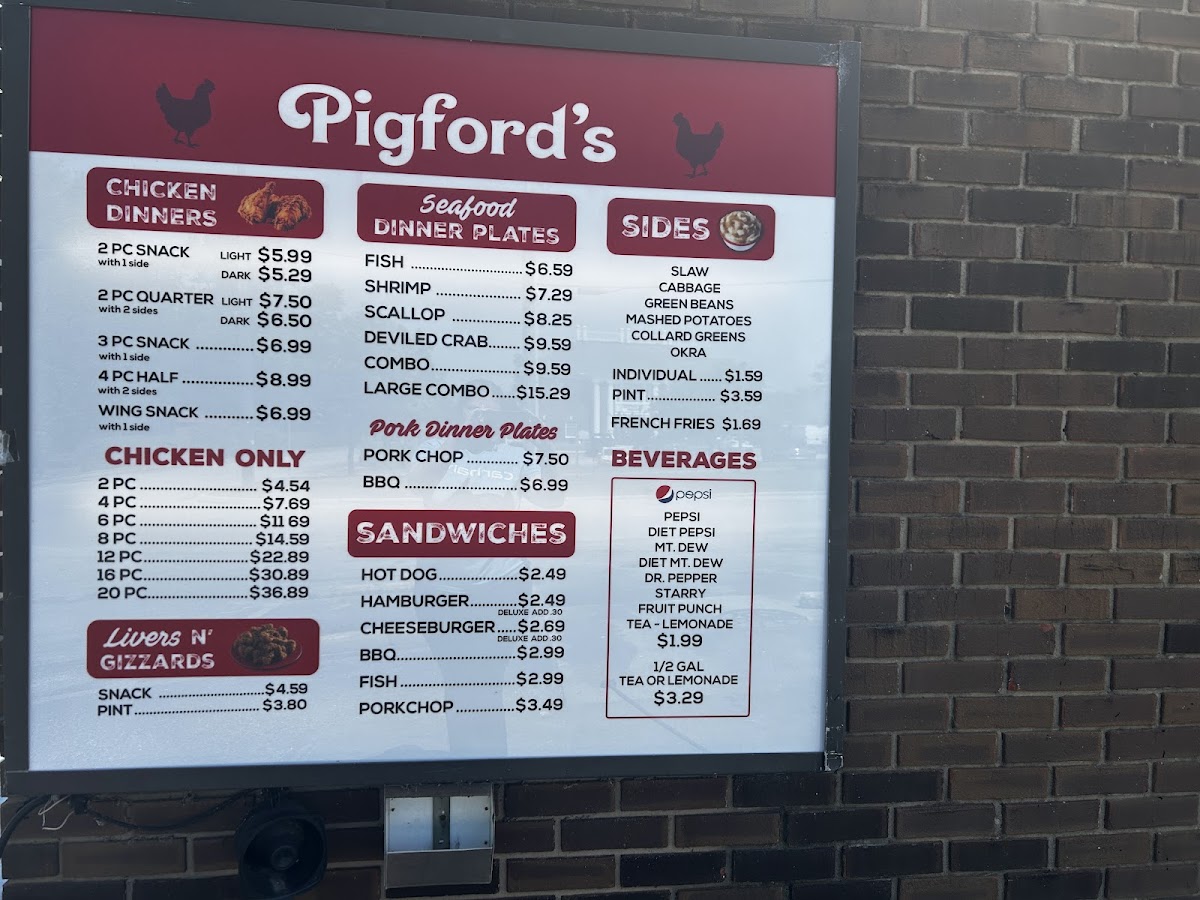 Pigford's
CHICKEN
DINNERS
2 PC SNACK LIGHT $5.99
with 1 side
DARK $5.29
2 PC QUARTER LIGHT $7.50
with 2 sides
DARK $6.50
3 PC SNACK ............ $6.99
with 1 side
4 PC HALF ............... $8.99
with 2 sides
WING SNACK .......... $6.99
with 1 side
CHICKEN ONLY
2 PC ........................... $4.54
4 PC ........................... $7.69
6 PC ........................... $11 69
8 PC ........................... $14.59
12 PC ........................ $22.89
16 PC ........................ $30.89
20 PC ........................ $36.89
Livers N'
GIZZARDS
SNACK ........................ $4.59
PINT ............................ $3.80
Seafood
DINNER PLATES
FISH .......................... $6.59
SHRIMP .................... $7.29
SCALLOP ................ $8.25
DEVILED CRAB ....... $9.59
COMBO ..................... $9.59
LARGE COMBO ...... $15.29
Pork Dinner Plates
PORK CHOP ............ $7.50
BBQ ........................... $6.99
SANDWICHES
HOT DOG .................. $2.49
HAMBURGER ........... $2.49
DELUXE ADD .30
CHEESEBURGER ..... $2.69
DELUXE ADD .30
BBQ ............................ $2.99
FISH ........................... $2.99
PORKCHOP ............. $3.49
SIDES
SLAW
CABBAGE
GREEN BEANS
MASHED POTATOES
COLLARD GREENS
OKRA
INDIVIDUAL ...... $1.59
PINT ................. $3.59
FRENCH FRIES $1.69
BEVERAGES
pepsi
PEPSI
DIET PEPSI
MT. DEW
DIET MT. DEW
DR. PEPPER
STARRY
FRUIT PUNCH
TEA - LEMONADE
$1.99
1/2 GAL
TEA OR LEMONADE
$3.29